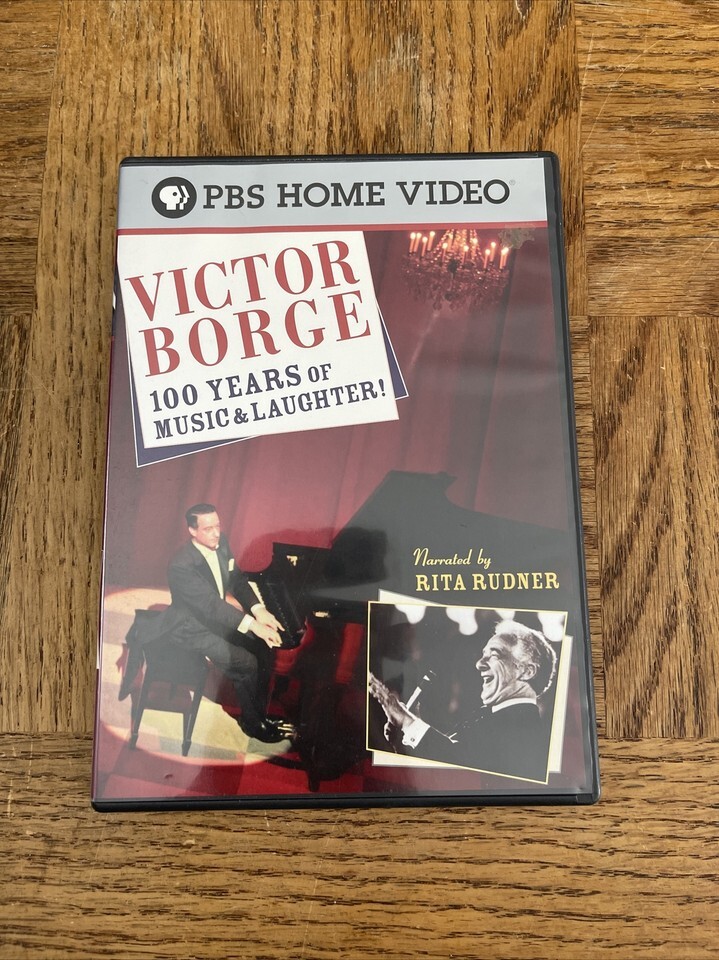 PBS HOME VIDEO
VICTOR
BORGE
100 YEARS OF
MUSIC & LAUGHTER!
Narrated by
RITA RUDNER